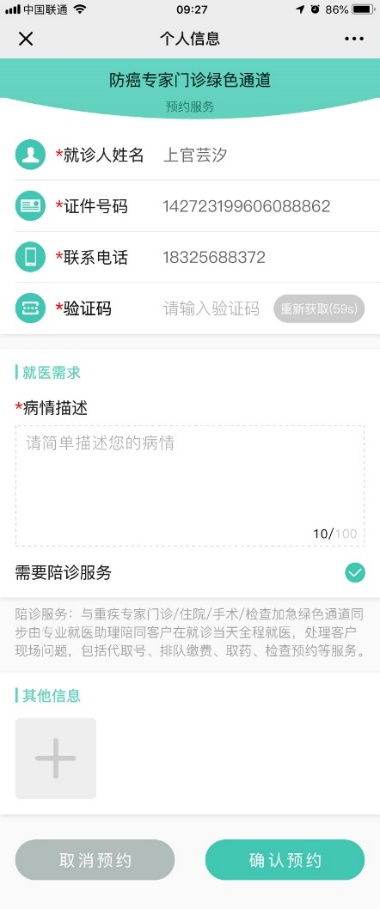 中国联通 09:27 86%
个人信息
防癌专家门诊绿色通道
预约服务
*就诊人姓名 上官芸汐
*证件号码 142723199606088862
*联系电话 18325688372
*验证码 请输入验证码 重新获取(59s)
就医需求
*病情描述
请简单描述您的病情
10/100
需要陪诊服务
陪诊服务：与重疾专家门诊/住院/手术/检查加急绿色通道同
步由专业就医助理陪同客户在就诊当天全程就医，处理客户
现场问题，包括代取号、排队缴费、取药、检查预约等服务。
其他信息
取消预约 确认预约